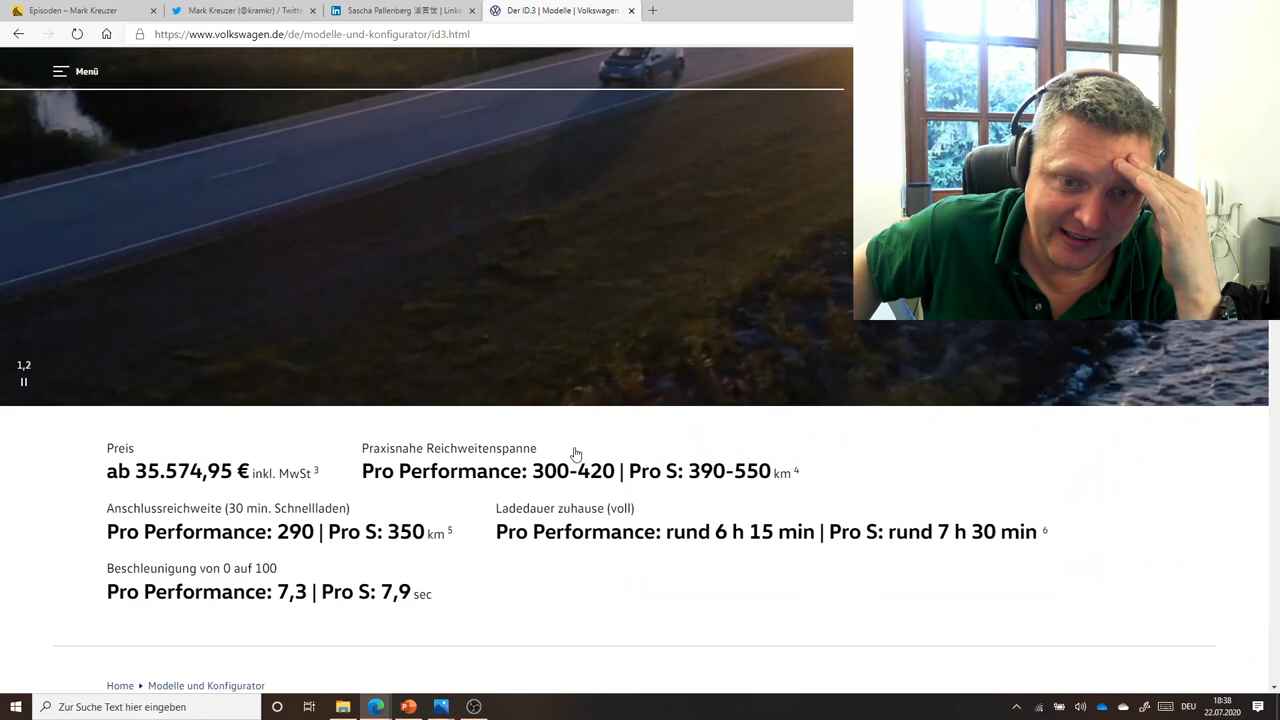 Episoden – Mark Kreuzer
Mark Kreuzer (@kramkr) / Twitte
Sascha Pallenberg 潘賞世 | Linke
Der ID.3 | Modelle | Volkswagen
https://www.volkswagen.de/de/modelle-und-konfigurator/id3.html
Menü
1,2
Preis
ab 35.574,95 € inkl. MwSt 3
Praxisnahe Reichweitenspanne
Pro Performance: 300-420 | Pro S: 390-550 km 4
Anschlussreichweite (30 min. Schnellladen)
Pro Performance: 290 | Pro S: 350 km 5
Ladedauer zuhause (voll)
Pro Performance: rund 6 h 15 min | Pro S: rund 7 h 30 min 6
Beschleunigung von 0 auf 100
Pro Performance: 7,3 | Pro S: 7,9 sec
Home ▸ Modelle und Konfigurator
Zur Suche Text hier eingeben
DEU
18:38
22.07.2020